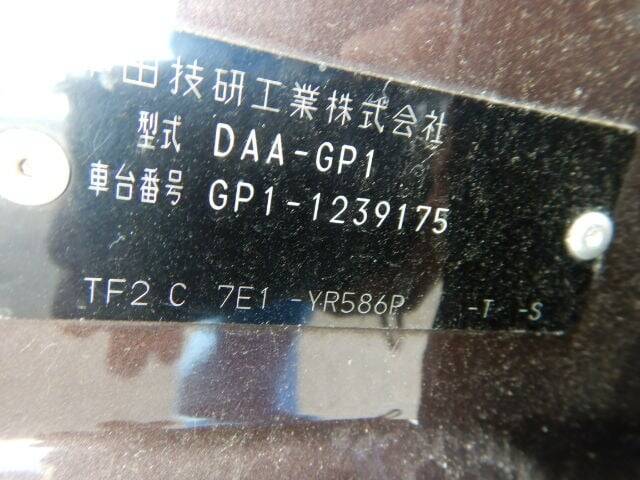 田技研工業株式会社
型式 DAA-GP1
車台番号 GP1-1239175
TF2 C 7E1 -YR586P -T -S